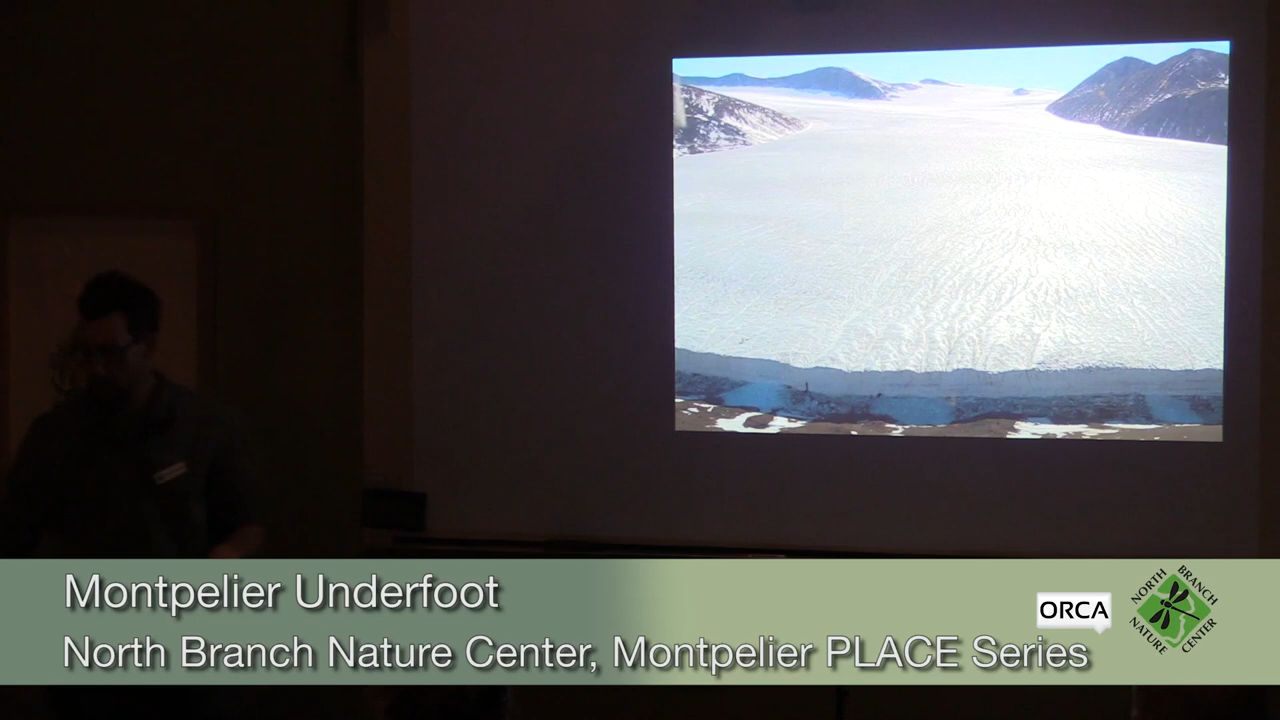 Montpelier Underfoot
North Branch Nature Center, Montpelier PLACE Series
ORCA
NORTH BRANCH
NATURE CENTER